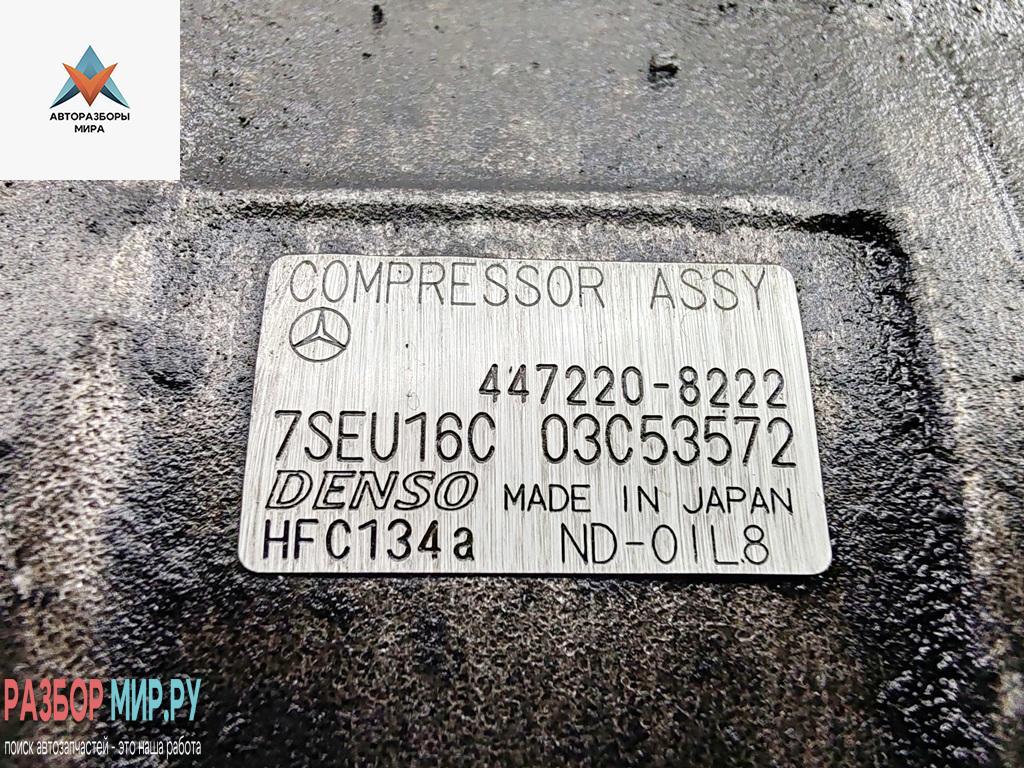 АВТОРАЗБОРЫ
МИРА
COMPRESSOR ASSY
447220-8222
7SEU16C 03C53572
DENSO MADE IN JAPAN
HFC134a ND-OIL8
РАЗБОР МИР.РУ
поиск автозапчастей - это наша работа